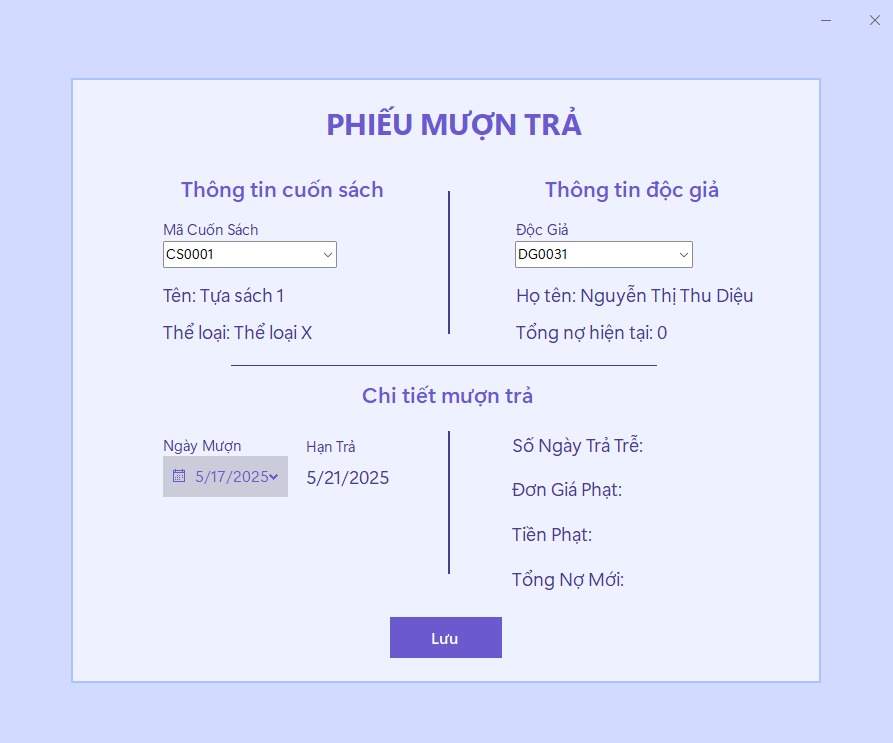 PHIẾU MƯỢN TRẢ
Thông tin cuốn sách
Mã Cuốn Sách
CS0001
Tên: Tựa sách 1
Thể loại: Thể loại X
Thông tin độc giả
Độc Giả
DG0031
Họ tên: Nguyễn Thị Thu Diệu
Tổng nợ hiện tại: 0
Chi tiết mượn trả
Ngày Mượn
5/17/2025
Hạn Trả
5/21/2025
Số Ngày Trả Trễ:
Đơn Giá Phạt:
Tiền Phạt:
Tổng Nợ Mới:
Lưu